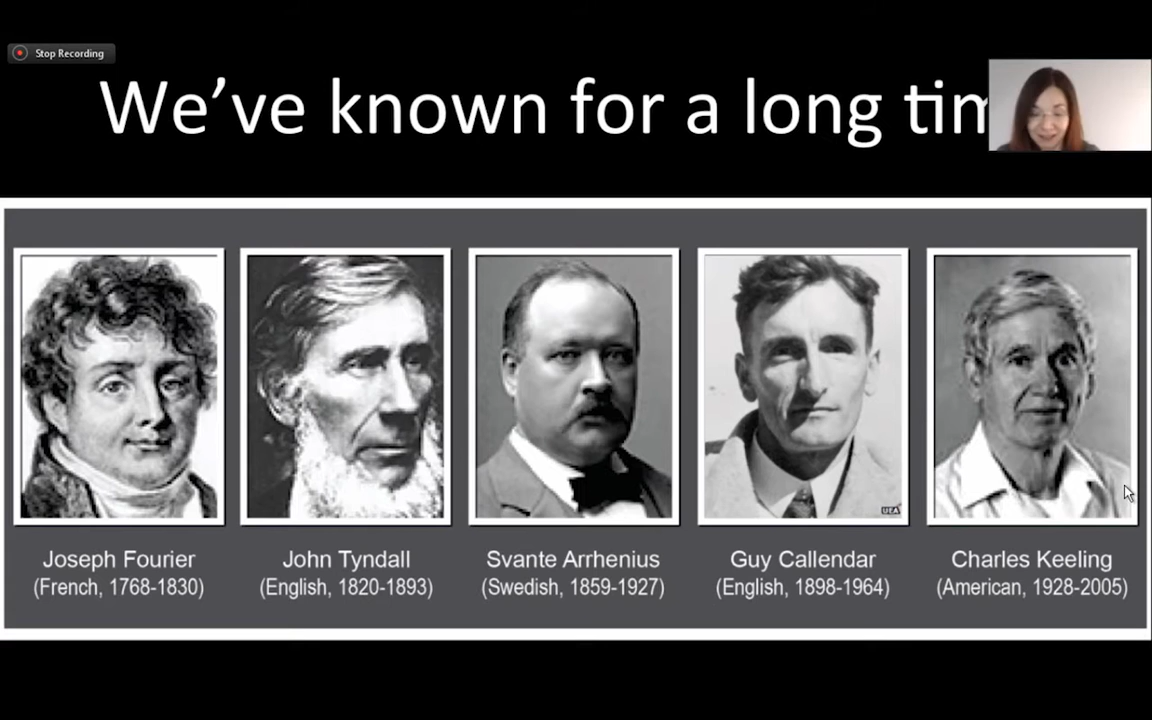 Stop Recording
We've known for a long tim
UEA
Joseph Fourier
(French, 1768-1830)
John Tyndall
(English, 1820-1893)
Svante Arrhenius
(Swedish, 1859-1927)
Guy Callendar
(English, 1898-1964)
Charles Keeling
(American, 1928-2005)